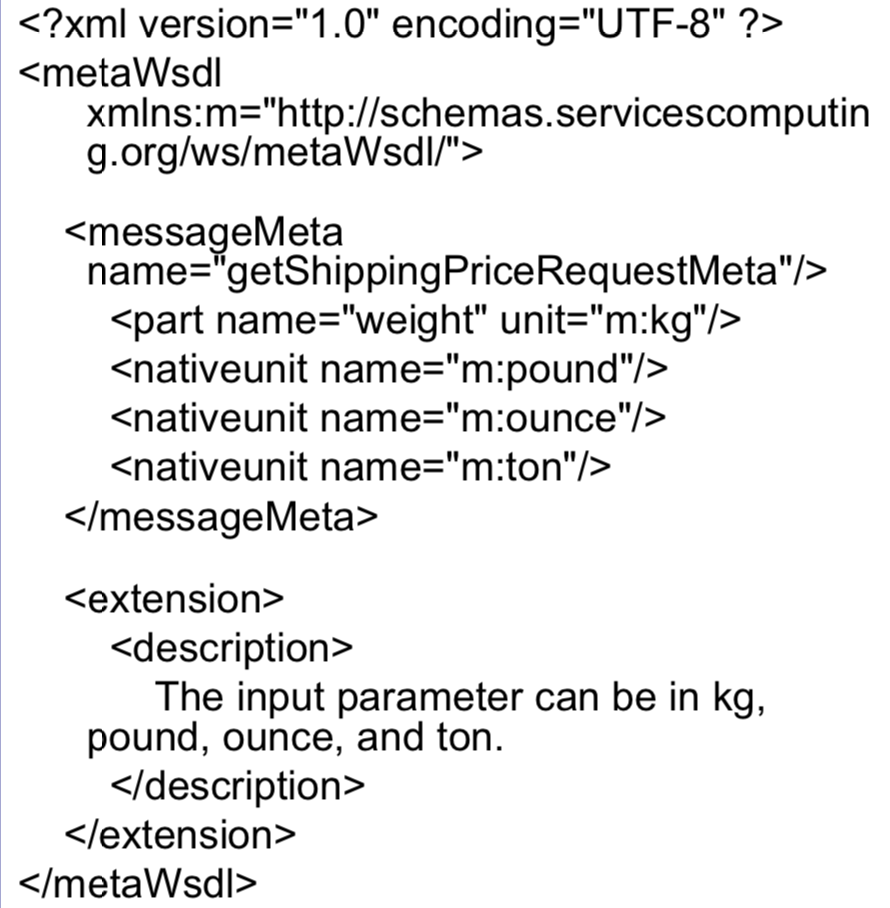 <?xml version="1.0" encoding="UTF-8" ?>
<metaWsdl
xmlns:m="http://schemas.servicescomputin
g.org/ws/metaWsdl/">
<messageMeta
name="getShippingPriceRequestMeta"/>
<part name="weight" unit="m:kg"/>
<nativeunit name="m:pound"/>
<nativeunit name="m:ounce"/>
<nativeunit name="m:ton"/>
</messageMeta>
<extension>
<description>
The input parameter can be in kg,
pound, ounce, and ton.
</description>
</extension>
</metaWsdl>